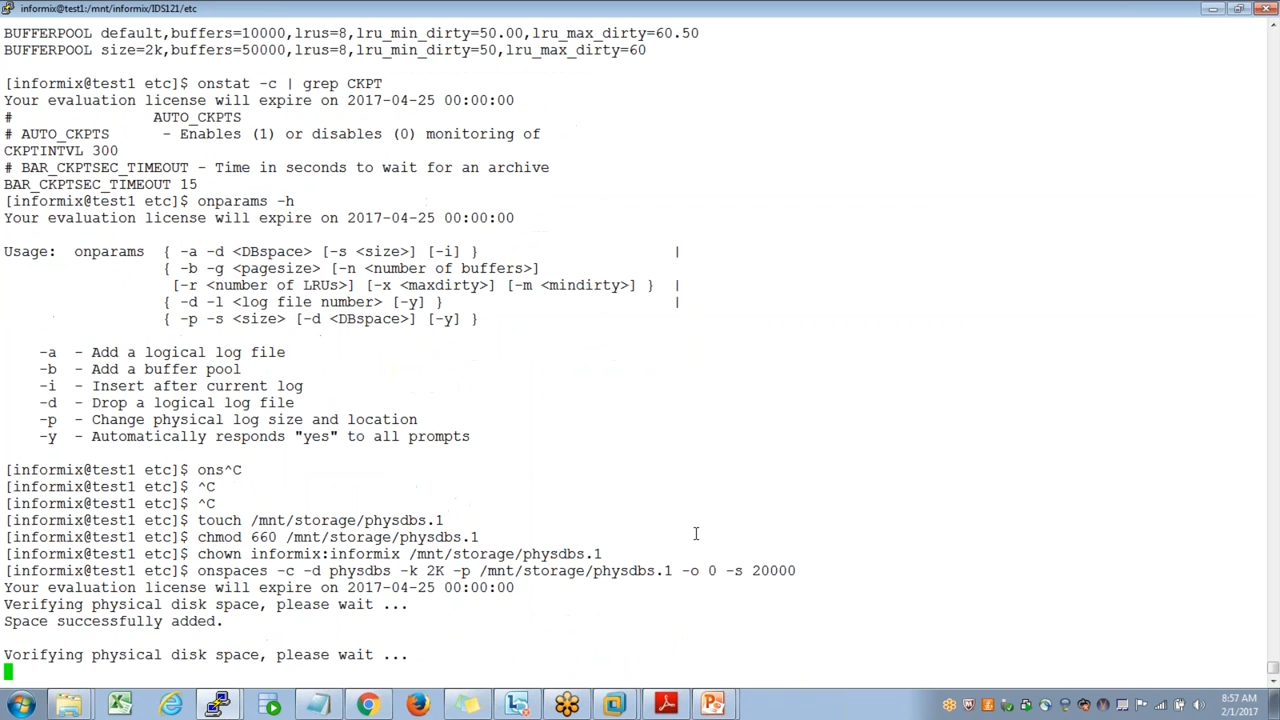 informix@test1:/mnt/informix/IDS121/etc
BUFFERPOOL default,buffers=10000,lrus=8,lru_min_dirty=50.00,lru_max_dirty=60.50
BUFFERPOOL size=2k,buffers=50000,lrus=8,lru_min_dirty=50,lru_max_dirty=60
[informix@test1 etc]$ onstat -c | grep CKPT
Your evaluation license will expire on 2017-04-25 00:00:00
#                AUTO_CKPTS
# AUTO_CKPTS      - Enables (1) or disables (0) monitoring of
CKPTINTVL 300
# BAR_CKPTSEC_TIMEOUT - Time in seconds to wait for an archive
BAR_CKPTSEC_TIMEOUT 15
[informix@test1 etc]$ onparams -h
Your evaluation license will expire on 2017-04-25 00:00:00
Usage:  onparams  { -a -d <DBspace> [-s <size>] [-i] }                      |
{ -b -g <pagesize> [-n <number of buffers>]
[-r <number of LRUs>] [-x <maxdirty>] [-m <mindirty>] }  |
{ -d -l <log file number> [-y] }                          |
{ -p -s <size> [-d <DBspace>] [-y] }
-a  - Add a logical log file
-b  - Add a buffer pool
-i  - Insert after current log
-d  - Drop a logical log file
-p  - Change physical log size and location
-y  - Automatically responds "yes" to all prompts
[informix@test1 etc]$ ons^C
[informix@test1 etc]$ ^C
[informix@test1 etc]$ ^C
[informix@test1 etc]$ touch /mnt/storage/physdbs.1
[informix@test1 etc]$ chmod 660 /mnt/storage/physdbs.1
[informix@test1 etc]$ chown informix:informix /mnt/storage/physdbs.1
[informix@test1 etc]$ onspaces -c -d physdbs -k 2K -p /mnt/storage/physdbs.1 -o 0 -s 20000
Your evaluation license will expire on 2017-04-25 00:00:00
Verifying physical disk space, please wait ...
Space successfully added.
Vorifying physical disk space, please wait ...
8:57 AM
2/1/2017